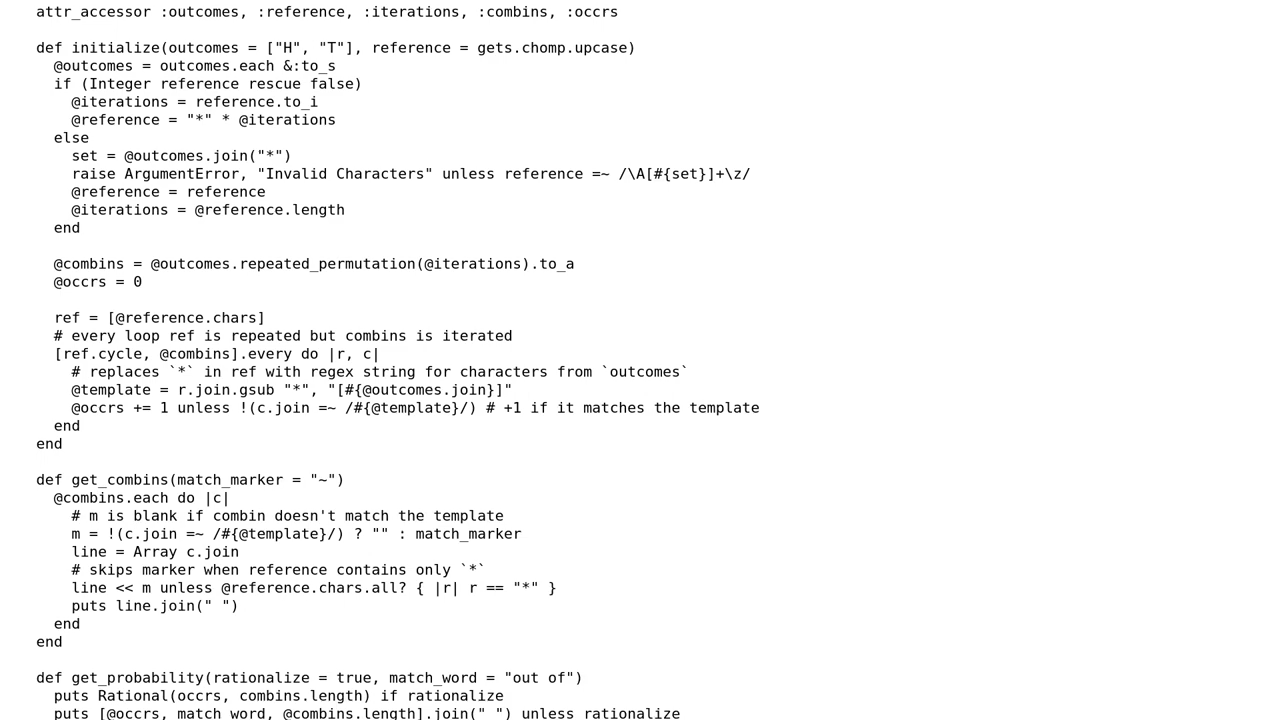 attr_accessor :outcomes, :reference, :iterations, :combins, :occrs
def initialize(outcomes = ["H", "T"], reference = gets.chomp.upcase)
@outcomes = outcomes.each &:to_s
if (Integer reference rescue false)
@iterations = reference.to_i
@reference = "*" * @iterations
else
set = @outcomes.join("*")
raise ArgumentError, "Invalid Characters" unless reference =~ /\A[#{set}]+\z/
@reference = reference
@iterations = @reference.length
end
@combins = @outcomes.repeated_permutation(@iterations).to_a
@occrs = 0
ref = [@reference.chars]
# every loop ref is repeated but combins is iterated
[ref.cycle, @combins].every do |r, c|
# replaces `*` in ref with regex string for characters from `outcomes`
@template = r.join.gsub "*", "[#{@outcomes.join}]"
@occrs += 1 unless !(c.join =~ /#{@template}/) # +1 if it matches the template
end
end
def get_combins(match_marker = "~")
@combins.each do |c|
# m is blank if combin doesn't match the template
m = !(c.join =~ /#{@template}/) ? "" : match_marker
line = Array c.join
# skips marker when reference contains only `*`
line << m unless @reference.chars.all? { |r| r == "*" }
puts line.join(" ")
end
end
def get_probability(rationalize = true, match_word = "out of")
puts Rational(occrs, combins.length) if rationalize
puts [@occrs, match_word, @combins.length].join(" ") unless rationalize